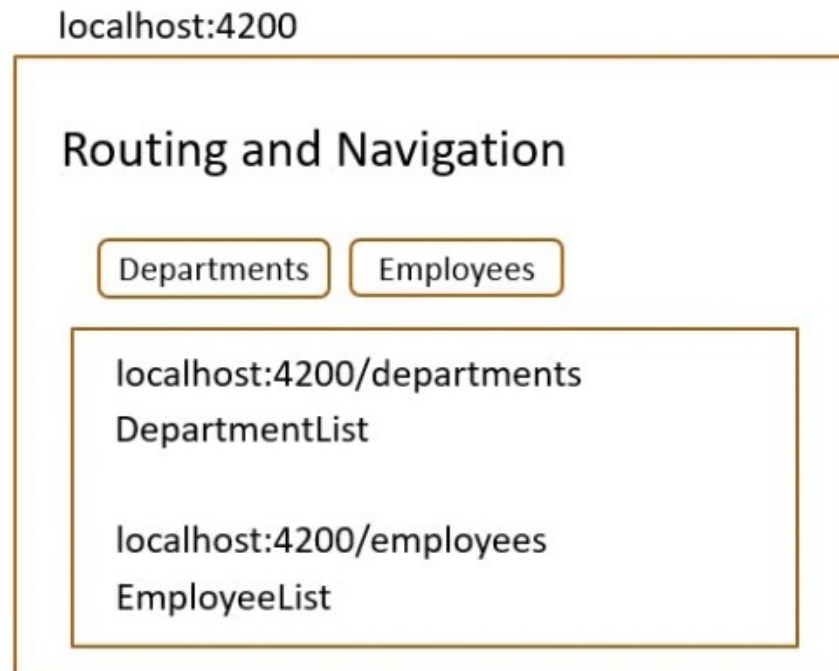 localhost:4200
Routing and Navigation
Departments Employees
localhost:4200/departments
DepartmentList
localhost:4200/employees
EmployeeList